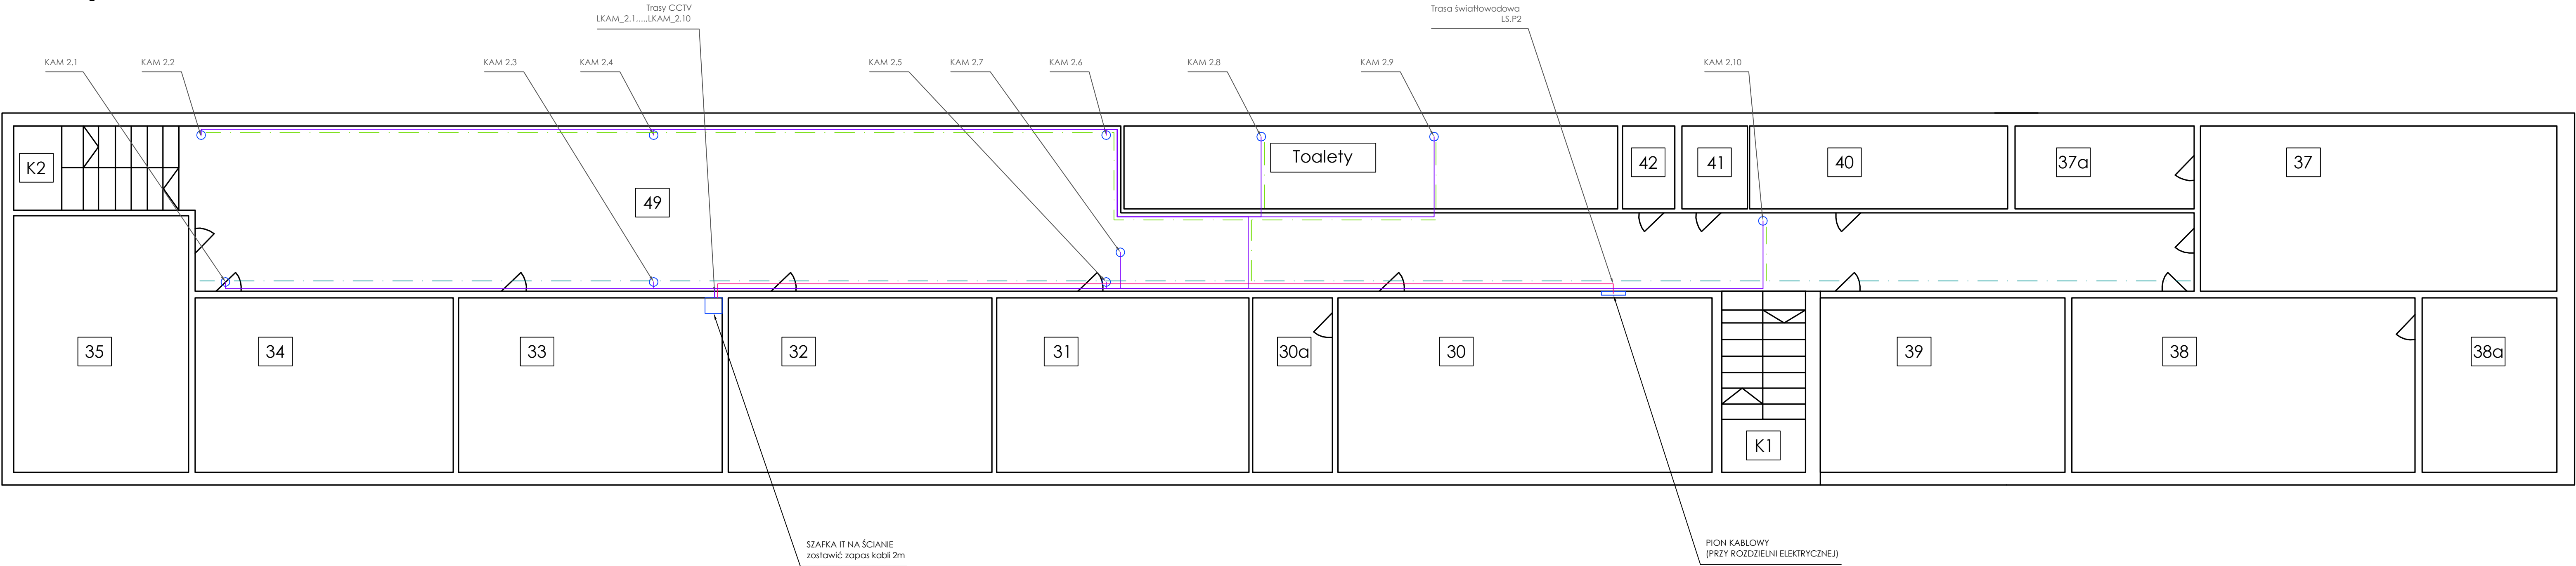 Trasy CCTV
LKAM_2.1,...,LKAM_2.10
Trasa światłowodowa
LS.P2
KAM 2.1
KAM 2.2
KAM 2.3
KAM 2.4
KAM 2.5
KAM 2.7
KAM 2.6
KAM 2.8
KAM 2.9
KAM 2.10
K2
49
Toalety
42
41
40
37a
37
35
34
33
32
31
30a
30
39
38
38a
K1
SZAFKA IT NA ŚCIANIE
zostawić zapas kabli 2m
PION KABLOWY
(PRZY ROZDZIELNI ELEKTRYCZNEJ)